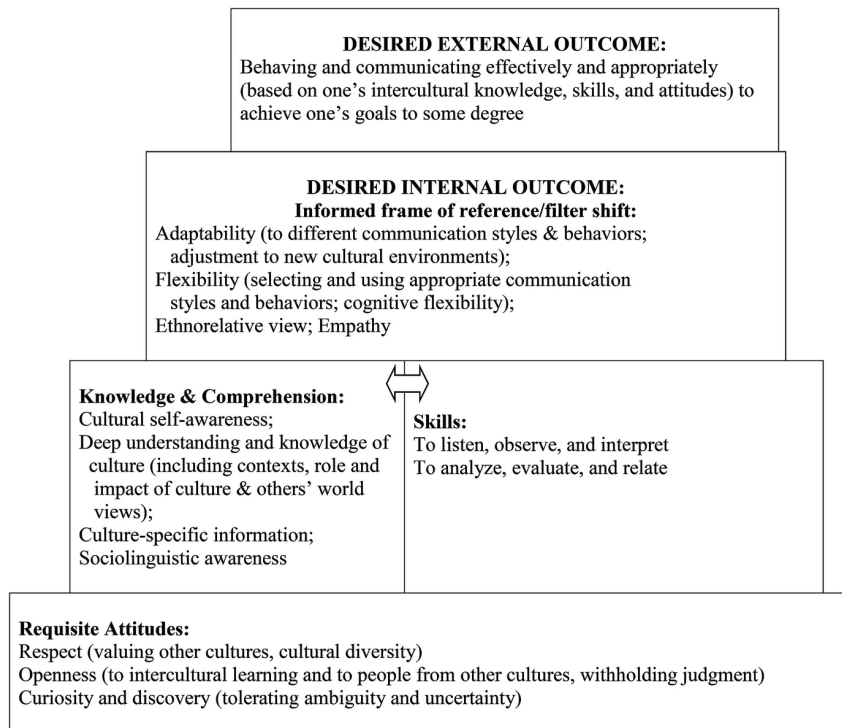 DESIRED EXTERNAL OUTCOME:
Behaving and communicating effectively and appropriately
(based on one’s intercultural knowledge, skills, and attitudes) to
achieve one’s goals to some degree
DESIRED INTERNAL OUTCOME:
Informed frame of reference/filter shift:
Adaptability (to different communication styles & behaviors;
adjustment to new cultural environments);
Flexibility (selecting and using appropriate communication
styles and behaviors; cognitive flexibility);
Ethnorelative view; Empathy
Knowledge & Comprehension:
Cultural self-awareness;
Deep understanding and knowledge of
culture (including contexts, role and
impact of culture & others’ world
views);
Culture-specific information;
Sociolinguistic awareness
Skills:
To listen, observe, and interpret
To analyze, evaluate, and relate
Requisite Attitudes:
Respect (valuing other cultures, cultural diversity)
Openness (to intercultural learning and to people from other cultures, withholding judgment)
Curiosity and discovery (tolerating ambiguity and uncertainty)